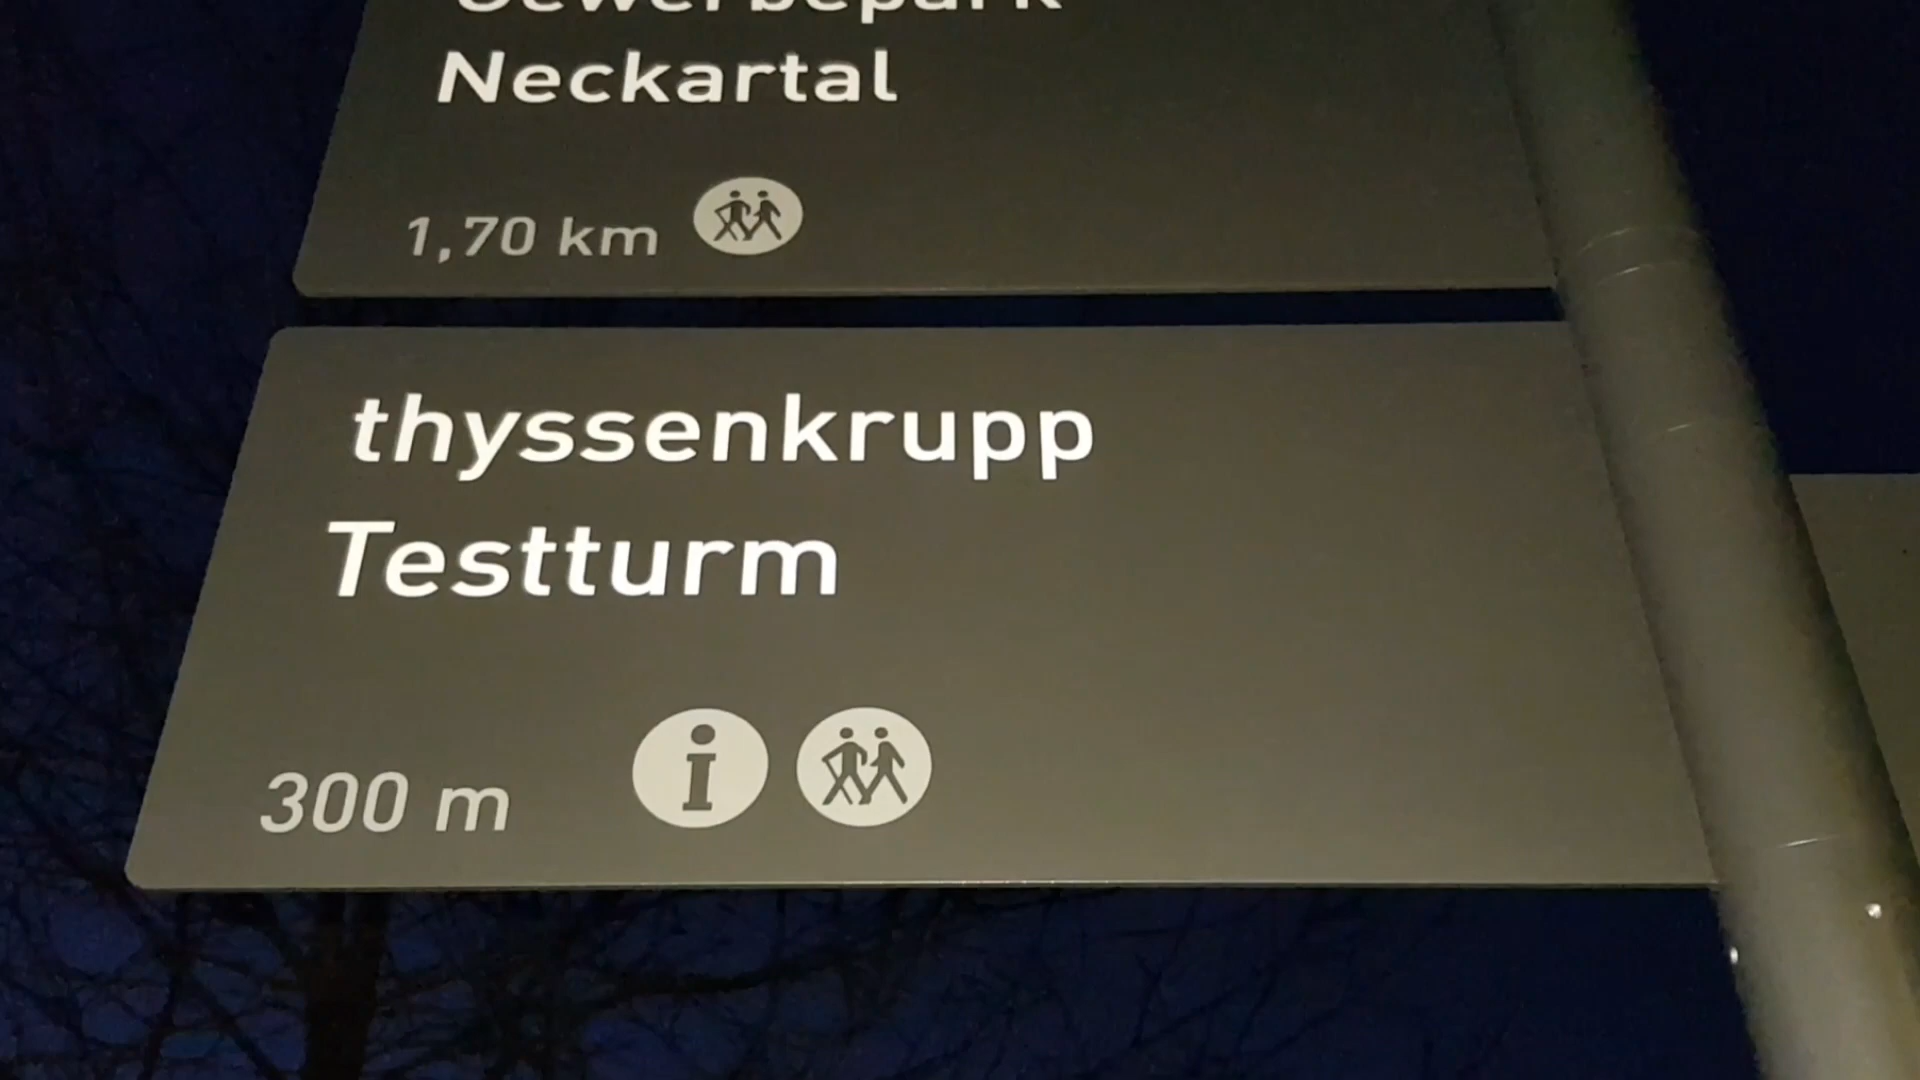 Gewerbepark
Neckartal
1,70 km
thyssenkrupp
Testturm
300 m i